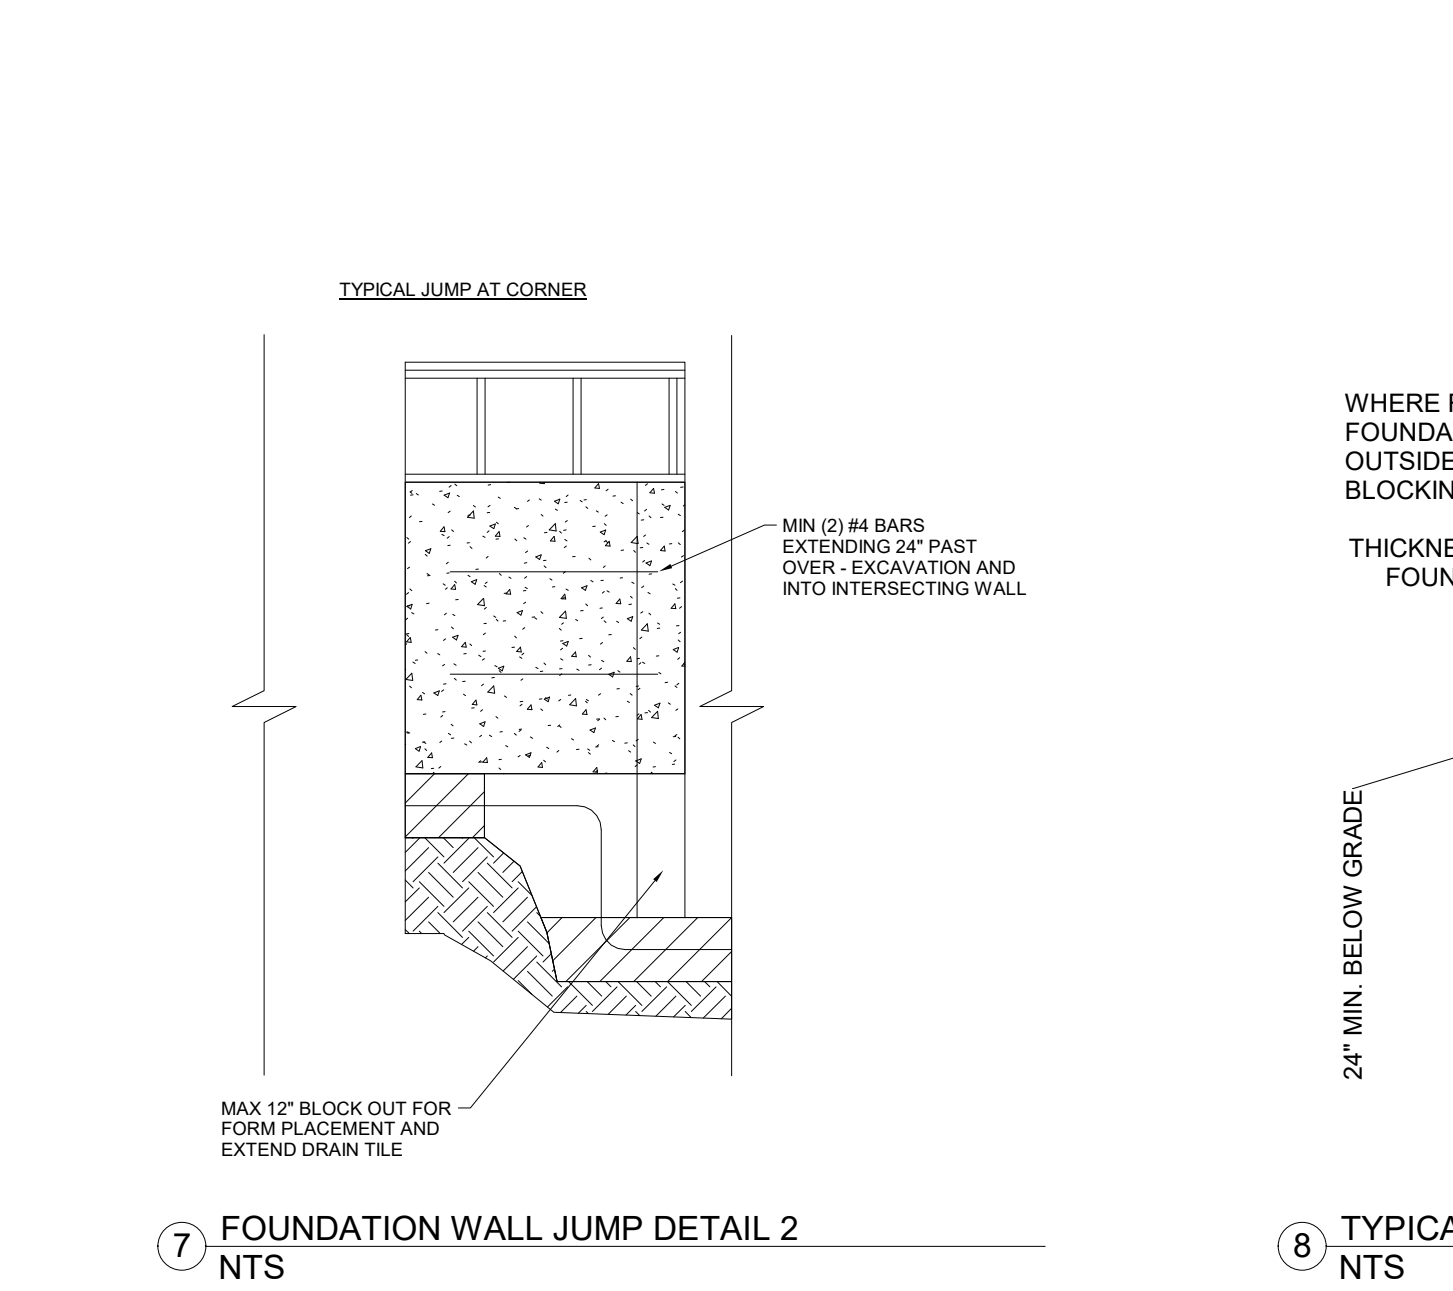 TYPICAL JUMP AT CORNER
MIN (2) #4 BARS
EXTENDING 24" PAST
OVER - EXCAVATION AND
INTO INTERSECTING WALL
MAX 12" BLOCK OUT FOR
FORM PLACEMENT AND
EXTEND DRAIN TILE
7 FOUNDATION WALL JUMP DETAIL 2
NTS
WHERE
OUTSIDE
24" MIN. BELOW GRADE
8
NTS